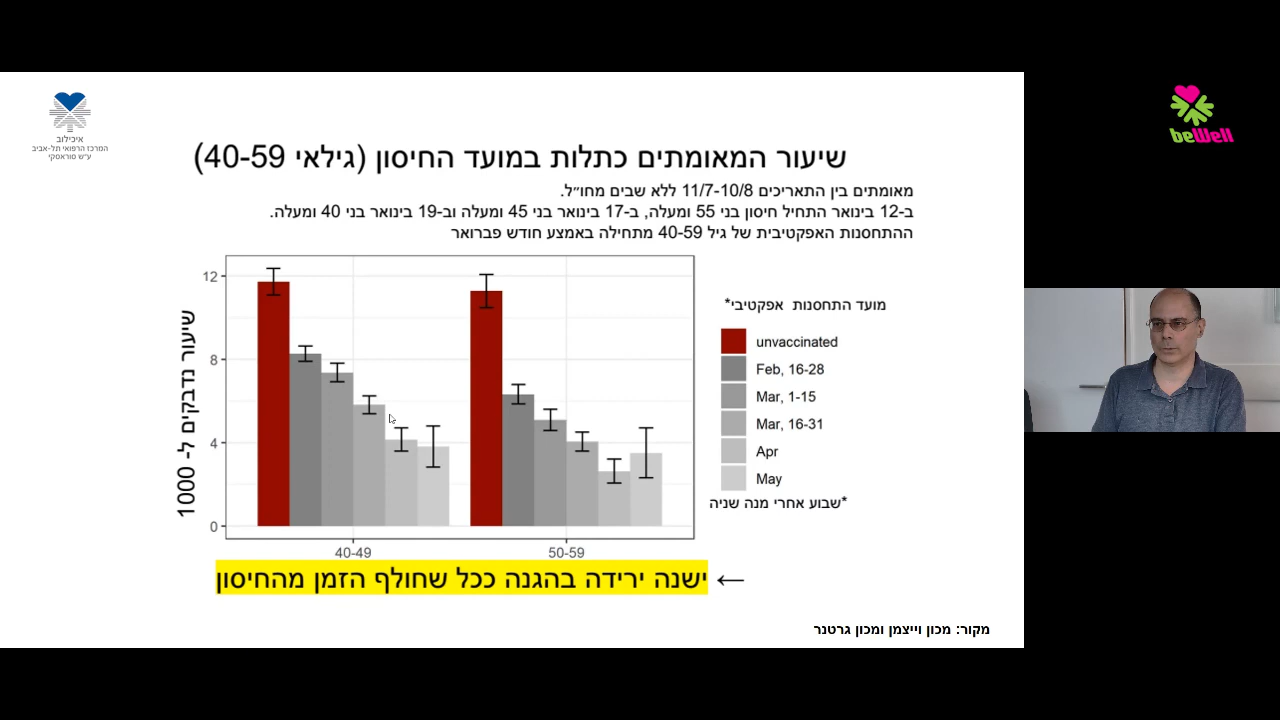 איכילוב
המרכז הרפואי תל-אביב
ע"ש סוראסקי
beWell
שיעור המאומתים כתלות במועד החיסון (גילאי 40-59)
מאומתים בין התאריכים 11/7-10/8 ללא שבים מחו״ל.
ב-12 בינואר התחיל חיסון בני 55 ומעלה, ב-17 בינואר בני 45 ומעלה וב-19 בינואר בני 40 ומעלה.
ההתחסנות האפקטיבית של גיל 40-59 מתחילה באמצע חודש פברואר
שיעור נדבקים ל- 1000
12
8
4
0
40-49
50-59
מועד התחסנות אפקטיבי*
unvaccinated
Feb, 16-28
Mar, 1-15
Mar, 16-31
Apr
May
*שבוע אחרי מנה שניה
← ישנה ירידה בהגנה ככל שחולף הזמן מהחיסון
מקור: מכון וייצמן ומכון גרטנר